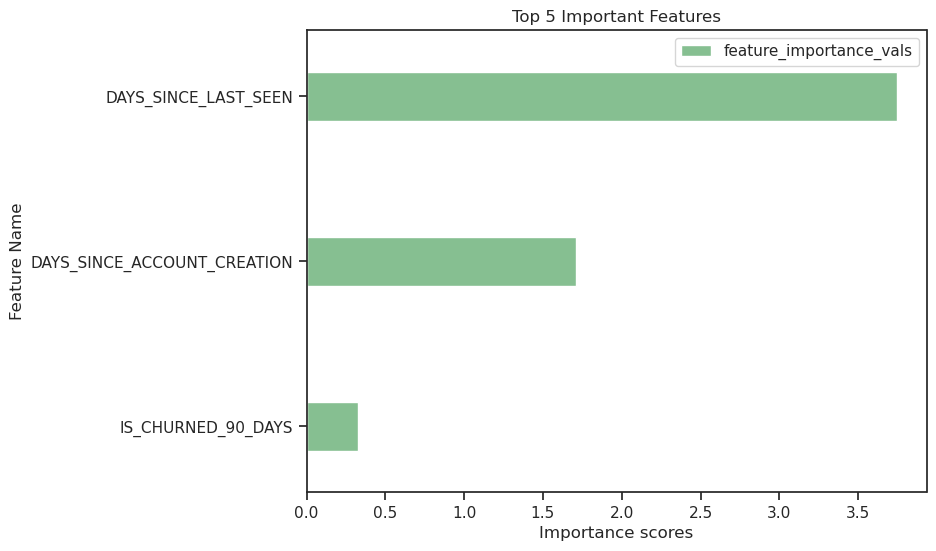 Top 5 Important Features
feature_importance_vals
Feature Name
DAYS_SINCE_LAST_SEEN
DAYS_SINCE_ACCOUNT_CREATION
IS_CHURNED_90_DAYS
0.0 0.5 1.0 1.5 2.0 2.5 3.0 3.5
Importance scores